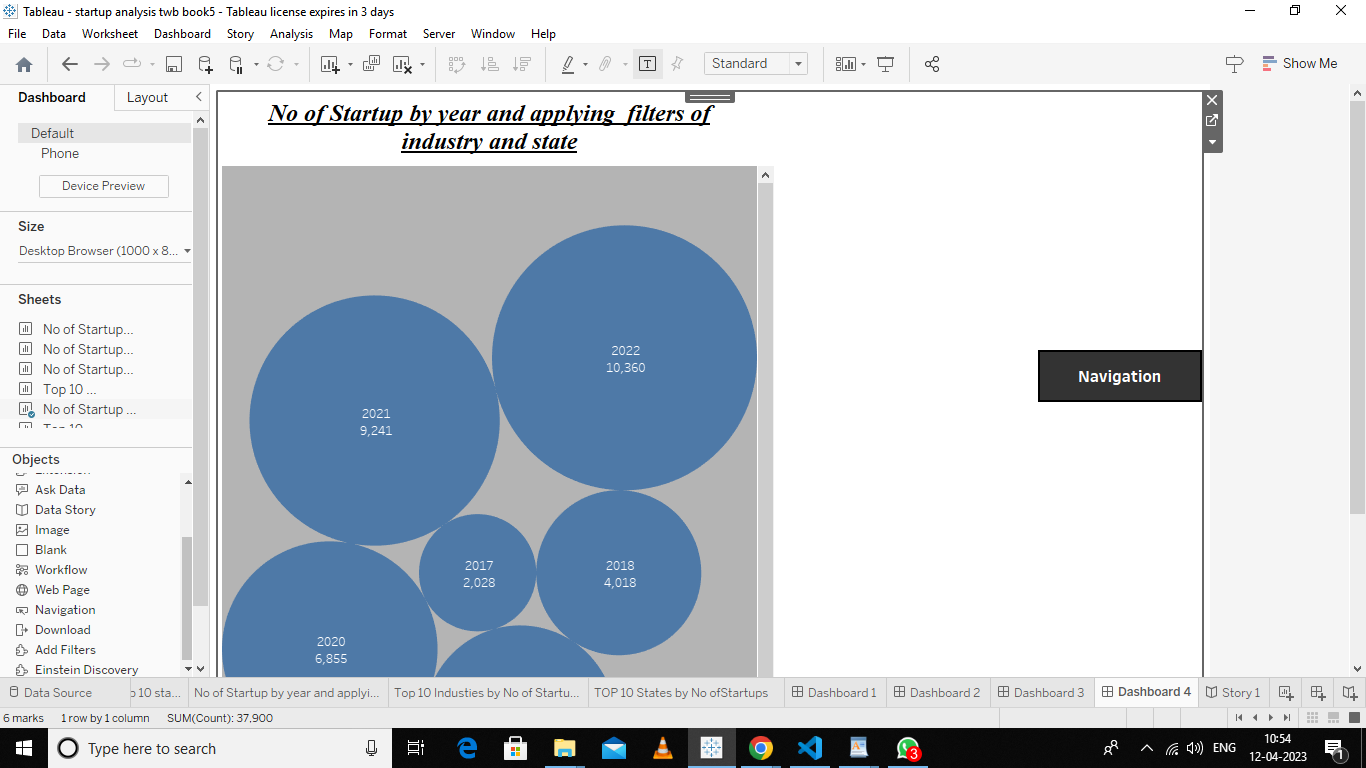 Tableau - startup analysis twb book5 - Tableau license expires in 3 days
File Data Worksheet Dashboard Story Analysis Map Format Server Window Help
Standard
Show Me
Dashboard Layout
Default
Phone
Device Preview
Size
Desktop Browser (1000 x 8...
Sheets
No of Startup...
No of Startup...
No of Startup...
Top 10 ...
No of Startup ...
Top 10
Objects
Extension
Ask Data
Data Story
Image
Blank
Workflow
Web Page
Navigation
Download
Add Filters
Einstein Discovery
No of Startup by year and applying filters of
industry and state
2022
10,360
2021
9,241
2017
2,028
2018
4,018
2020
6,855
Navigation
Data Source
p 10 sta...
No of Startup by year and applyi...
Top 10 Industies by No of Startu...
TOP 10 States by No ofStartups
Dashboard 1
Dashboard 2
Dashboard 3
Dashboard 4
Story 1
6 marks 1 row by 1 column SUM(Count): 37,900
Type here to search
3
ENG
10:54
12-04-2023
1